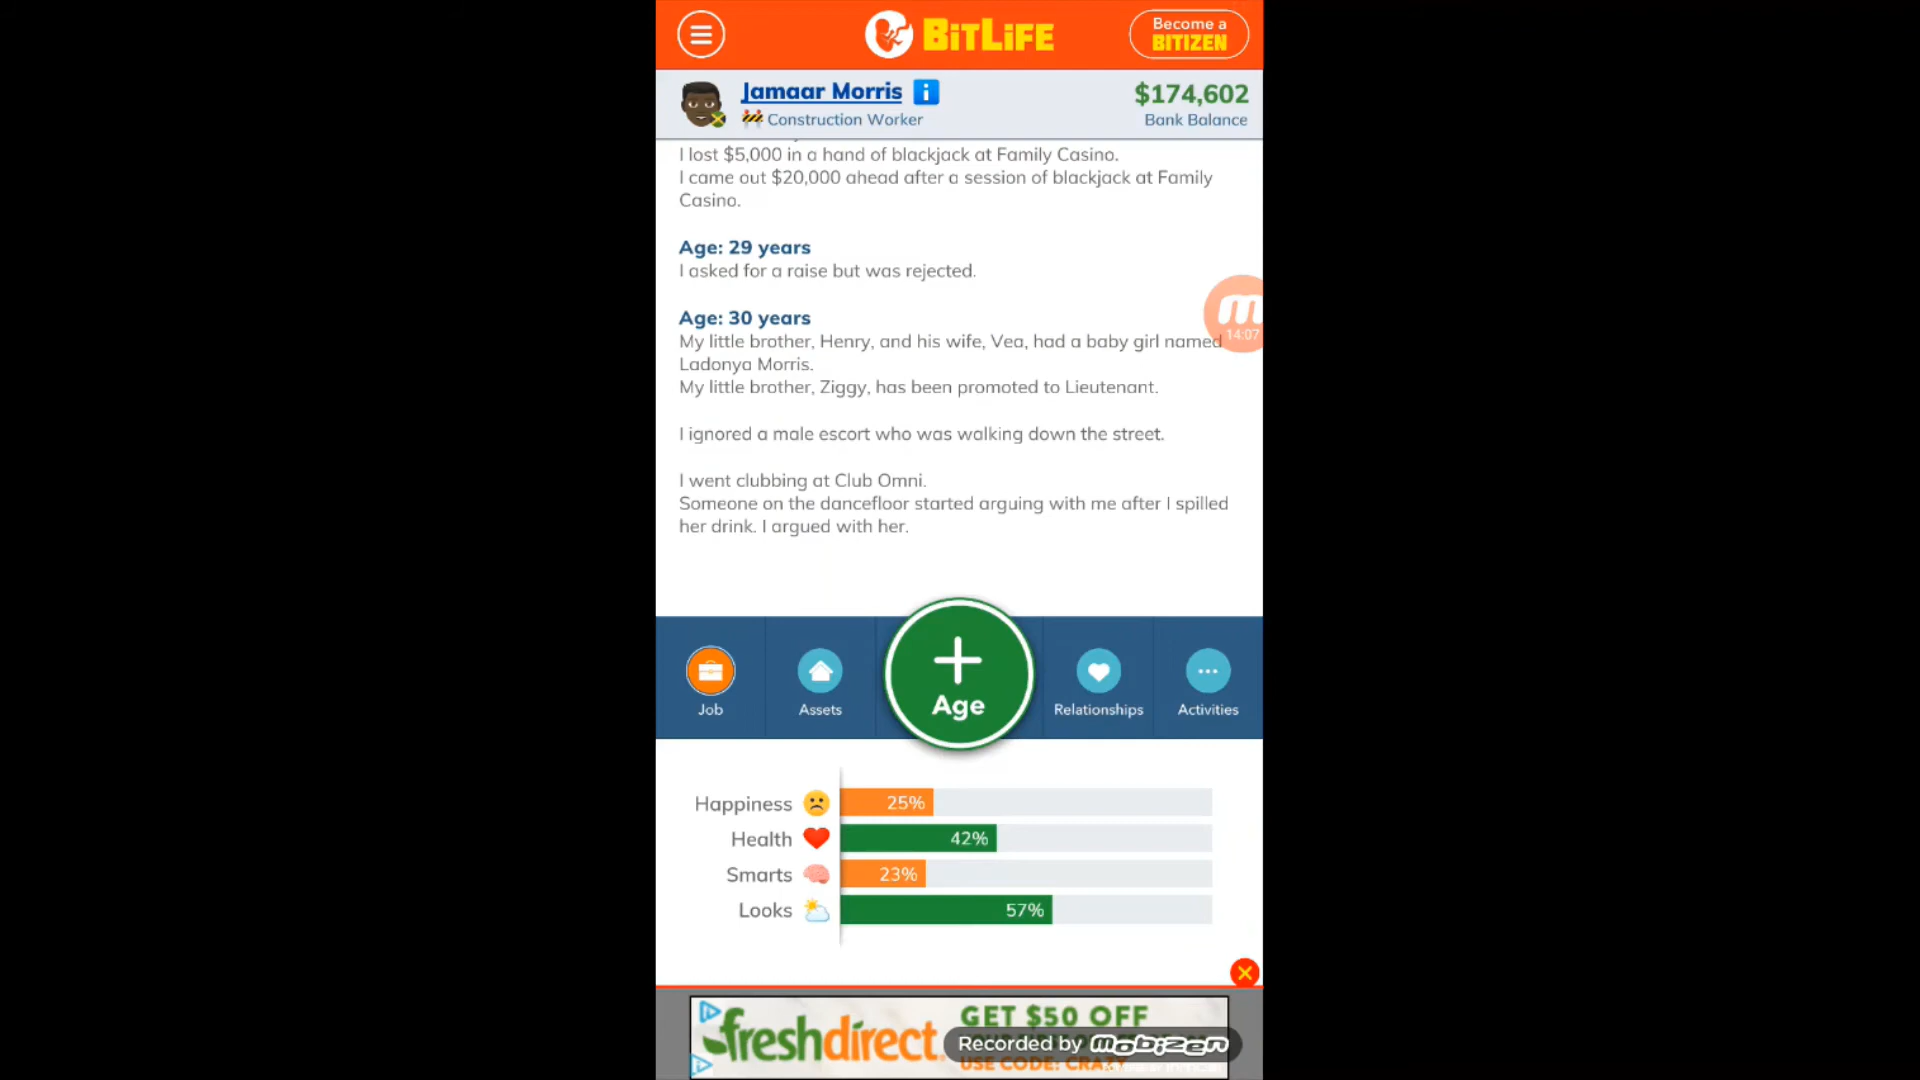 BiTLiFE
Become a
BITIZEN
Jamaar Morris
$174,602
Construction Worker
Bank Balance
I lost $5,000 in a hand of blackjack at Family Casino.
I came out $20,000 ahead after a session of blackjack at Family
Casino.
Age: 29 years
I asked for a raise but was rejected.
Age: 30 years
14:07
My little brother, Henry, and his wife, Vea, had a baby girl named
Ladonya Morris.
My little brother, Ziggy, has been promoted to Lieutenant.
I ignored a male escort who was walking down the street.
I went clubbing at Club Omni.
Someone on the dancefloor started arguing with me after I spilled
her drink. I argued with her.
Job
Assets
Age
Relationships
Activities
Happiness 25%
Health 42%
Smarts 23%
Looks 57%
freshdirect
GET $50 OFF
Recorded by mobizen
USE CODE: CRAZY